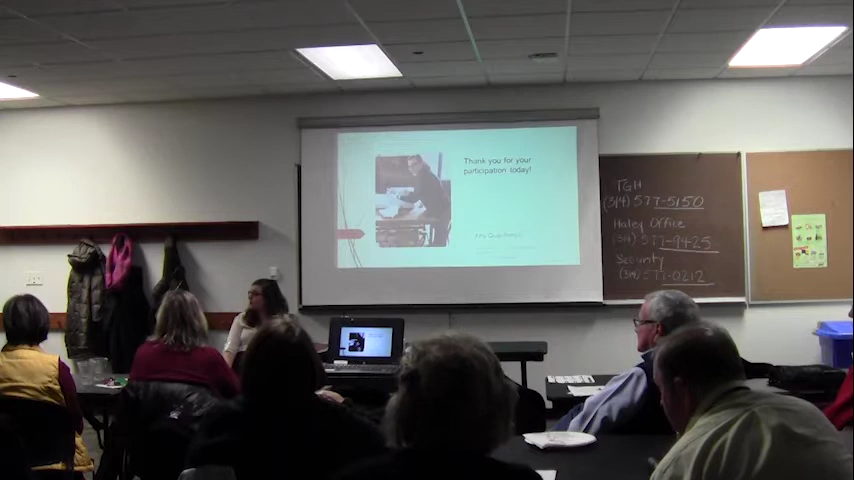 Thank you for your
participation today!
TGH
(314) 577-5150
Haley Office
(314) 577-9425
Security
(314) 577-0212